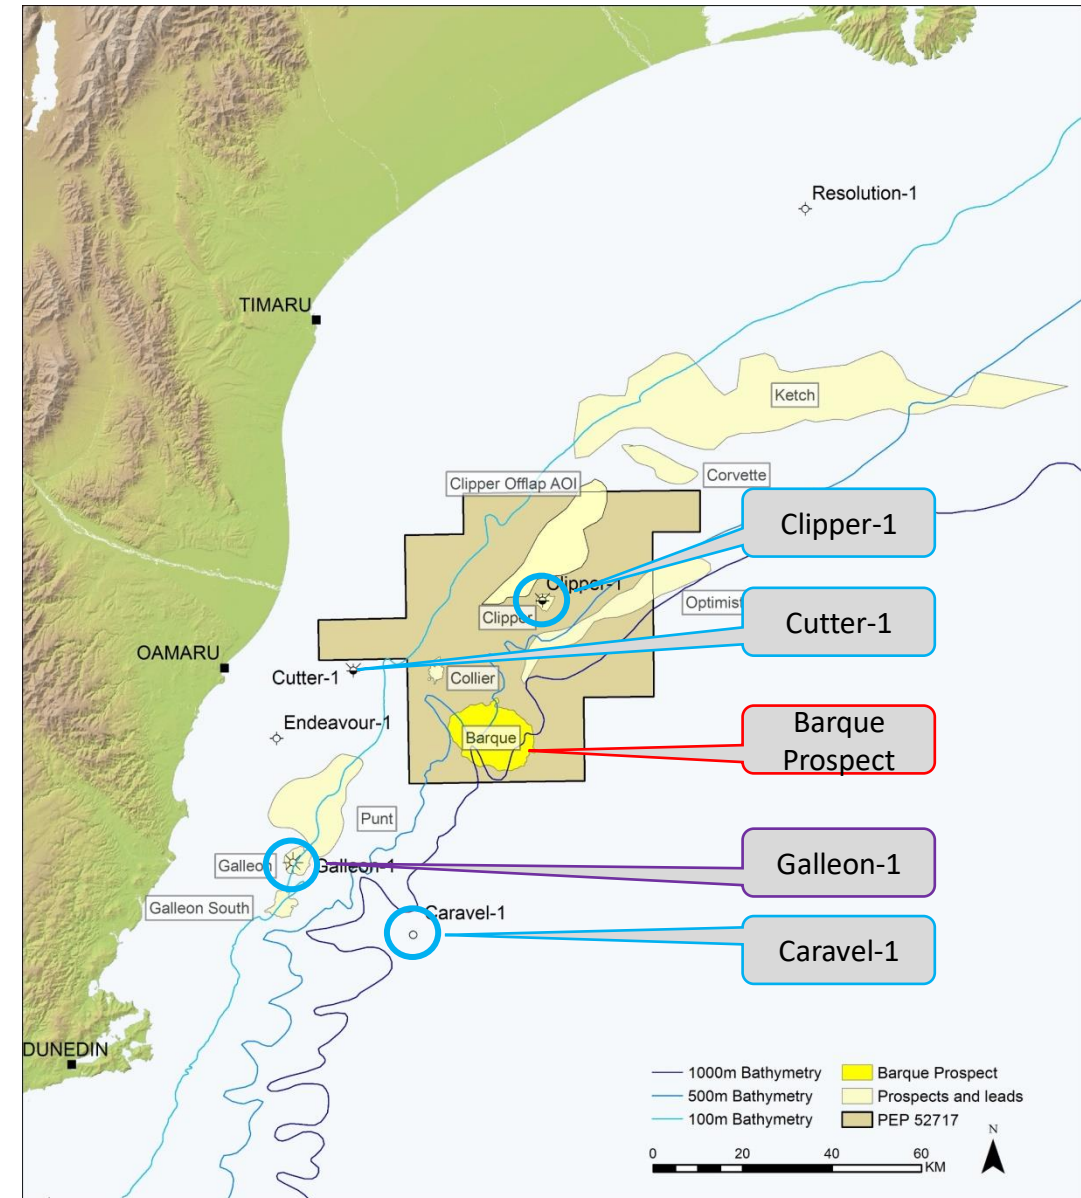 Resolution-1
TIMARU
Ketch
Corvette
Clipper Offlap AOI
Clipper-1
Clipper-1
Clipper
Optimist
Cutter-1
OAMARU
Cutter-1
Collier
Endeavour-1
Barque
Barque
Prospect
Punt
Galleon
Galleon-1
Galleon-1
Galleon South
Caravel-1
Caravel-1
DUNEDIN
1000m Bathymetry
500m Bathymetry
100m Bathymetry
Barque Prospect
Prospects and leads
PEP 52717
N
0 20 40 60
KM